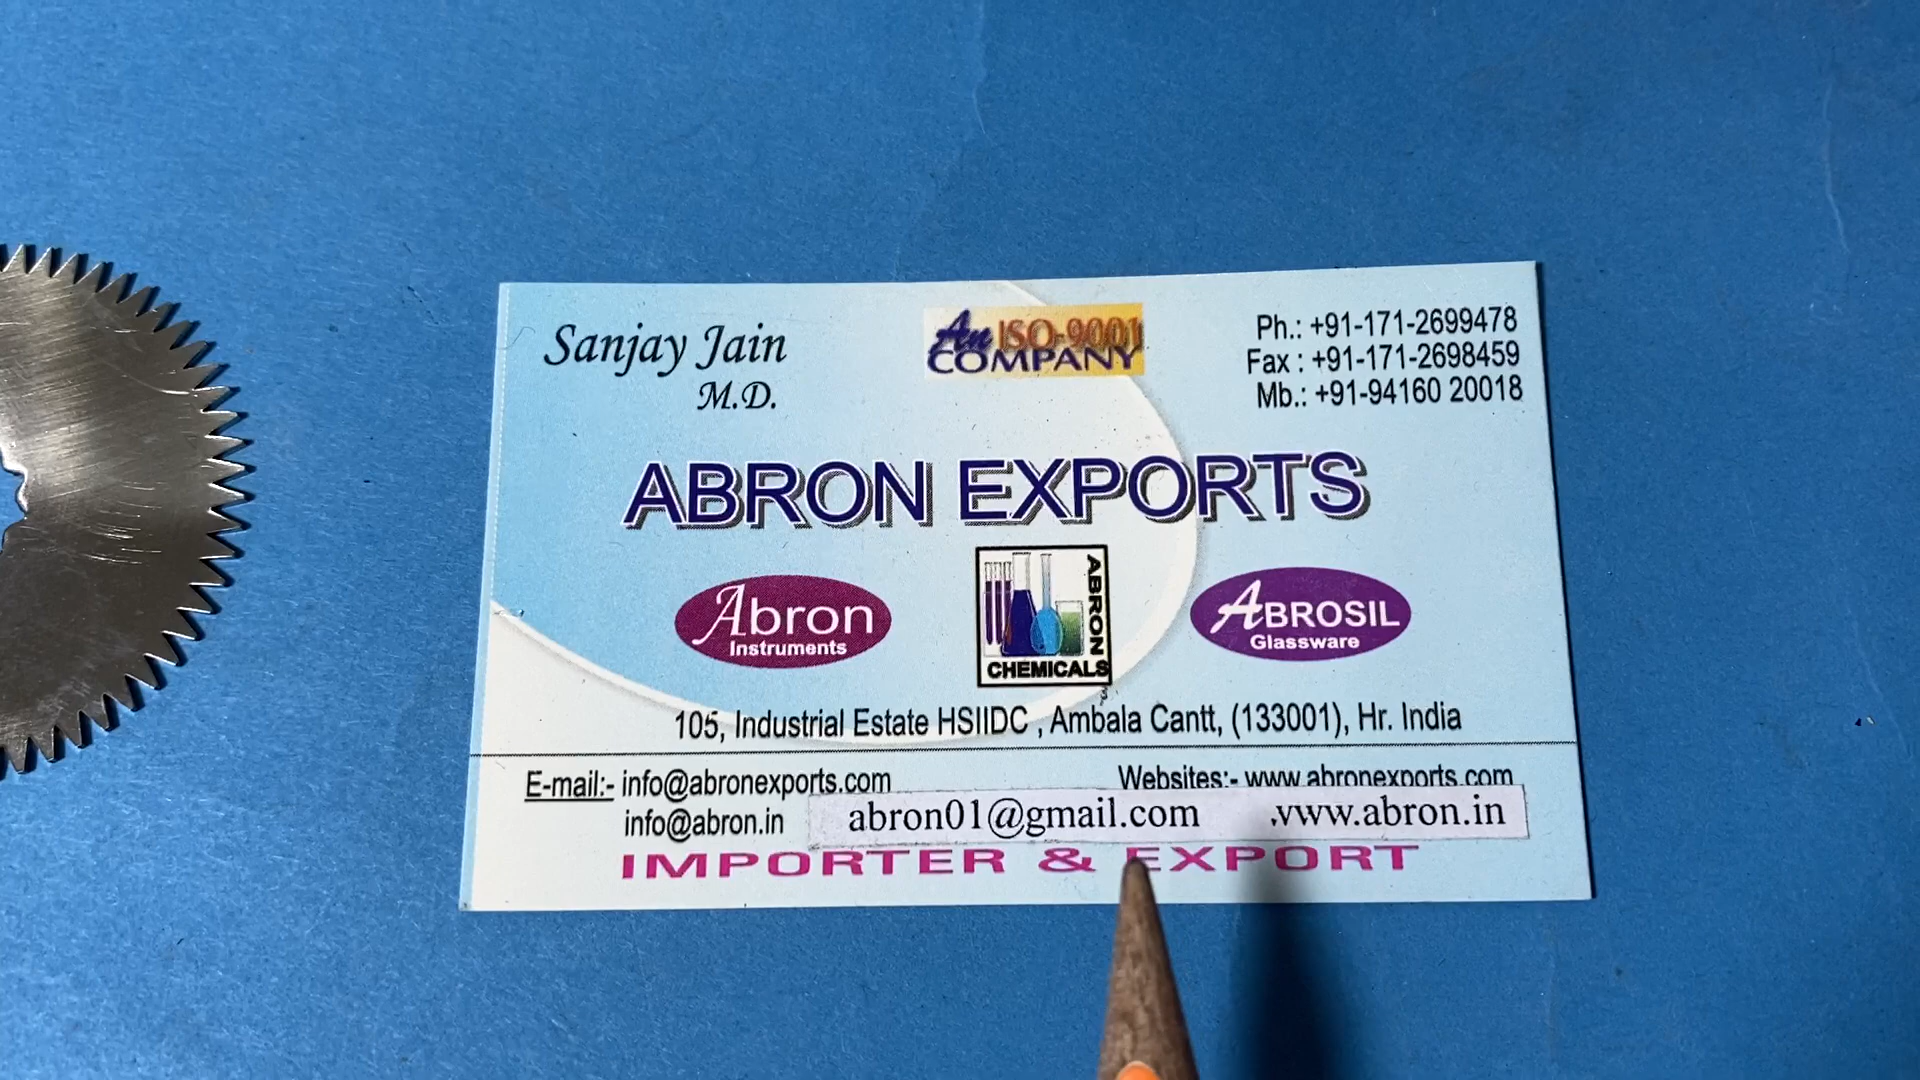 Sanjay Jain
M.D.
An ISO-9001
COMPANY
Ph.: +91-171-2699478
Fax : +91-171-2698459
Mb.: +91-94160 20018
ABRON EXPORTS
Abron
Instruments
ABRON
CHEMICALS
ABROSIL
Glassware
105, Industrial Estate HSIIDC , Ambala Cantt, (133001), Hr. India
E-mail:- info@abronexports.com
Websites:- www.abronexports.com
info@abron.in
abron01@gmail.com
www.abron.in
IMPORTER & EXPORT